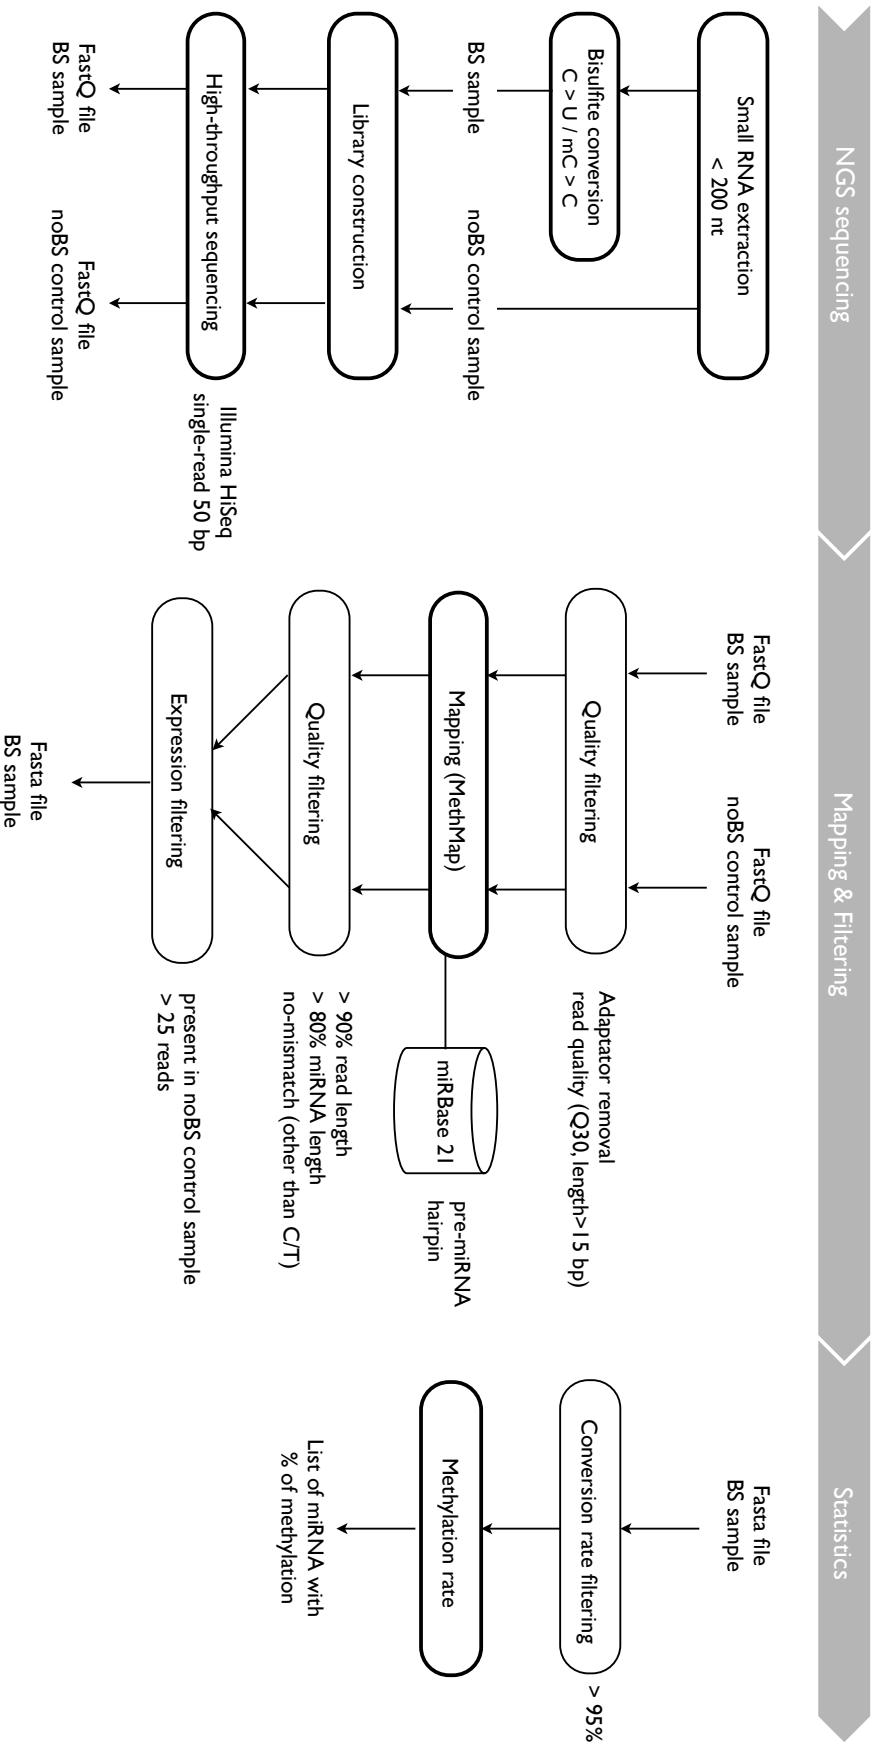 NGS sequencing
Small RNA extraction
< 200 nt
Bisulfite conversion
C > U / mC > C
BS sample
noBS control sample
Library construction
High-throughput sequencing
Illumina HiSeq
single-read 50 bp
FastQ file
BS sample
FastQ file
noBS control sample
Mapping & Filtering
FastQ file
BS sample
FastQ file
noBS control sample
Quality filtering
Adaptator removal
read quality (Q30, length>15 bp)
Mapping (MethMap)
miRBase 21
pre-miRNA
hairpin
Quality filtering
> 90% read length
> 80% miRNA length
no-mismatch (other than C/T)
Expression filtering
present in noBS control sample
> 25 reads
Fasta file
BS sample
Statistics
Fasta file
BS sample
Conversion rate filtering
> 95%
Methylation rate
List of miRNA with
% of methylation